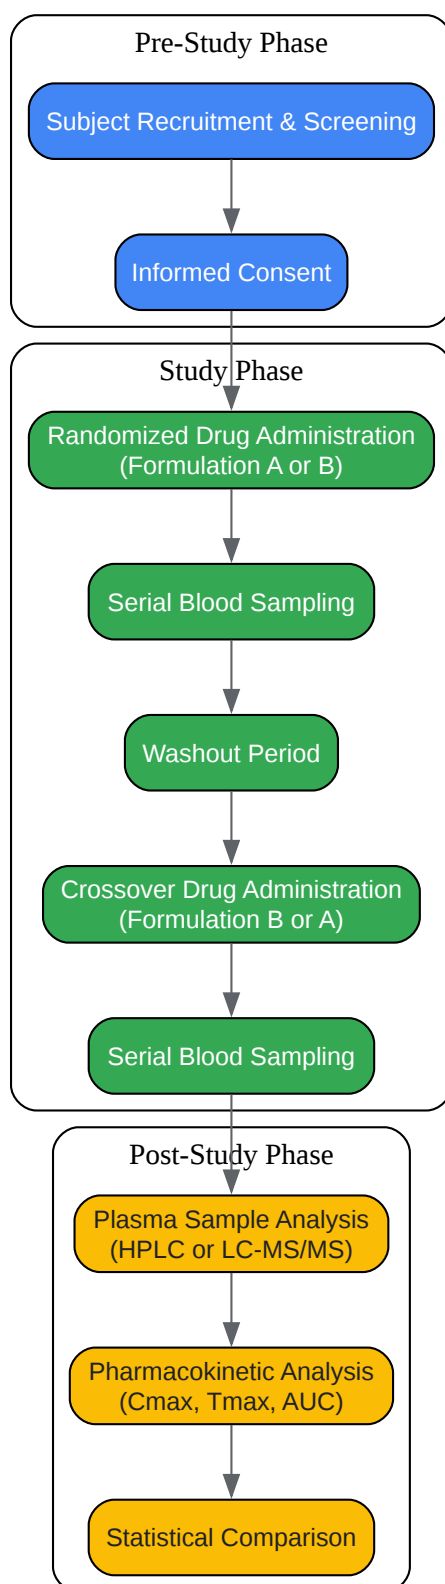 Pre-Study Phase
Subject Recruitment & Screening
Informed Consent
Study Phase
Randomized Drug Administration
(Formulation A or B)
Serial Blood Sampling
Washout Period
Crossover Drug Administration
(Formulation B or A)
Serial Blood Sampling
Post-Study Phase
Plasma Sample Analysis
(HPLC or LC-MS/MS)
Pharmacokinetic Analysis
(Cmax, Tmax, AUC)
Statistical Comparison